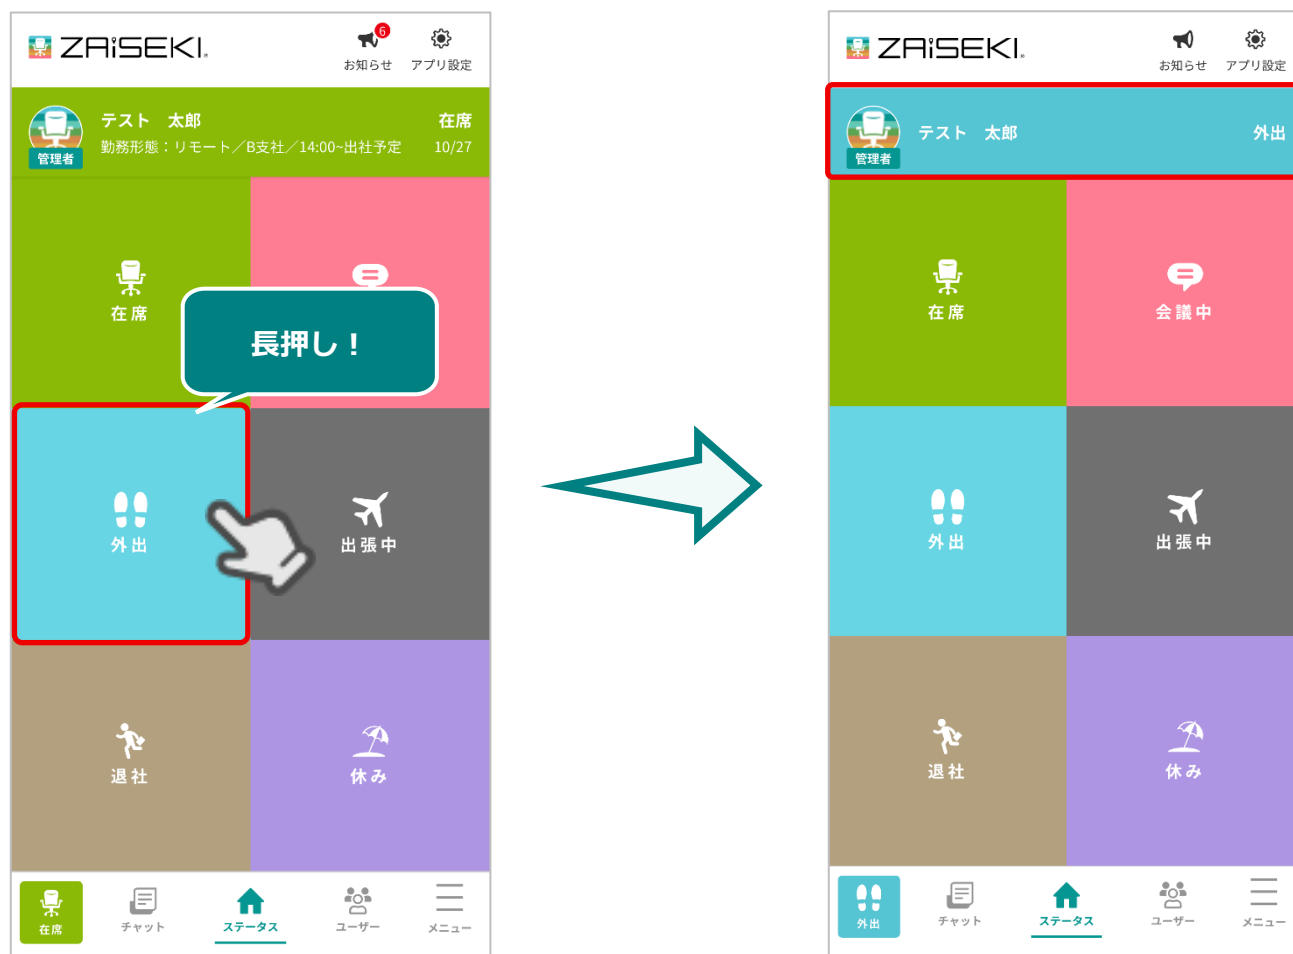 ZAiSEKI®
6
お知らせ
アプリ設定
テスト　太郎
在席
管理者
勤務形態：リモート／B支社／14:00~出社予定
10/27
在席
長押し！
外出
出張中
退社
休み
在席
チャット
ステータス
ユーザー
メニュー
ZAiSEKI®
お知らせ
アプリ設定
テスト　太郎
外出
管理者
在席
会議中
外出
出張中
退社
休み
外出
チャット
ステータス
ユーザー
メニュー